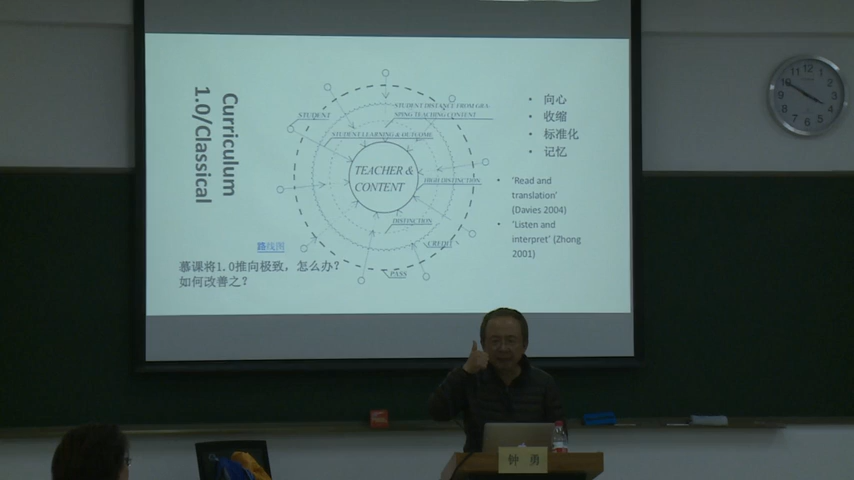 Curriculum
1.0/Classical
STUDENT
STUDENT DISTANCE FROM GRA-
SPING TEACHING CONTENT
STUDENT LEARNING & OUTCOME
TEACHER &
CONTENT
HIGH DISTINCTION
DISTINCTION
CREDIT
PASS
• 向心
• 收缩
• 标准化
• 记忆
• 'Read and
translation'
(Davies 2004)
• 'Listen and
interpret' (Zhong
2001)
路线图
慕课将1.0推向极致，怎么办?
如何改善之?
钟 勇